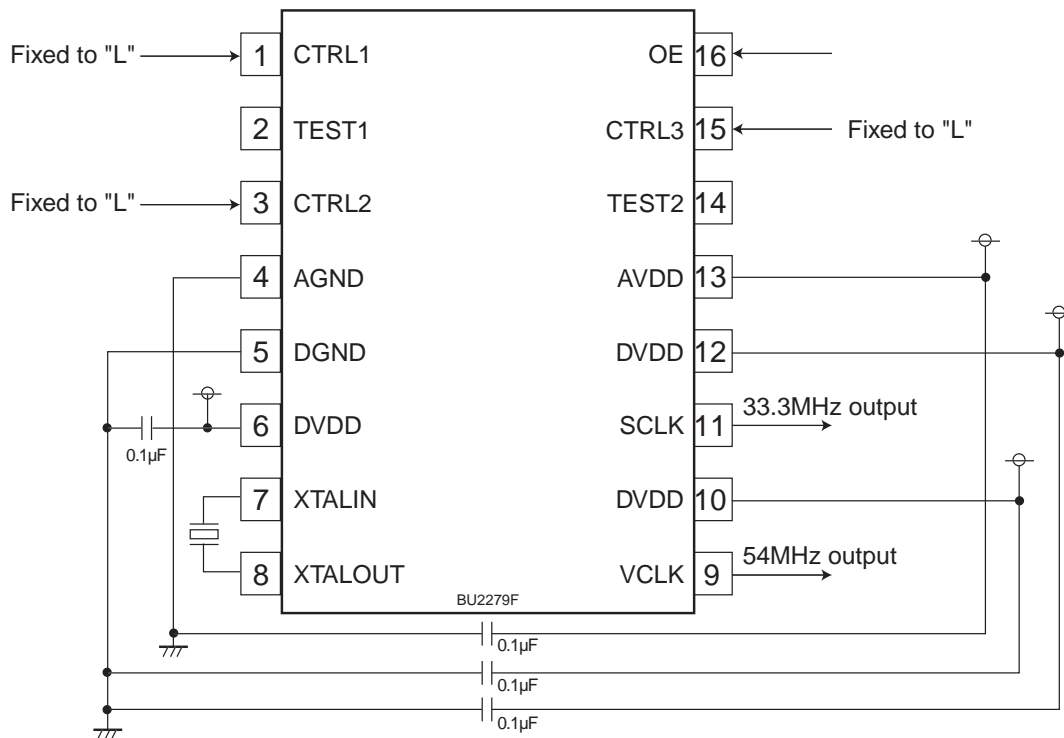 Fixed to "L"
1
CTRL1
OE
16
2
TEST1
CTRL3
15
Fixed to "L"
Fixed to "L"
3
CTRL2
TEST2
14
4
AGND
AVDD
13
5
DGND
DVDD
12
0.1µF
6
DVDD
SCLK
11
33.3MHz output
7
XTALIN
DVDD
10
8
XTALOUT
VCLK
9
54MHz output
BU2279F
0.1µF
0.1µF
0.1µF